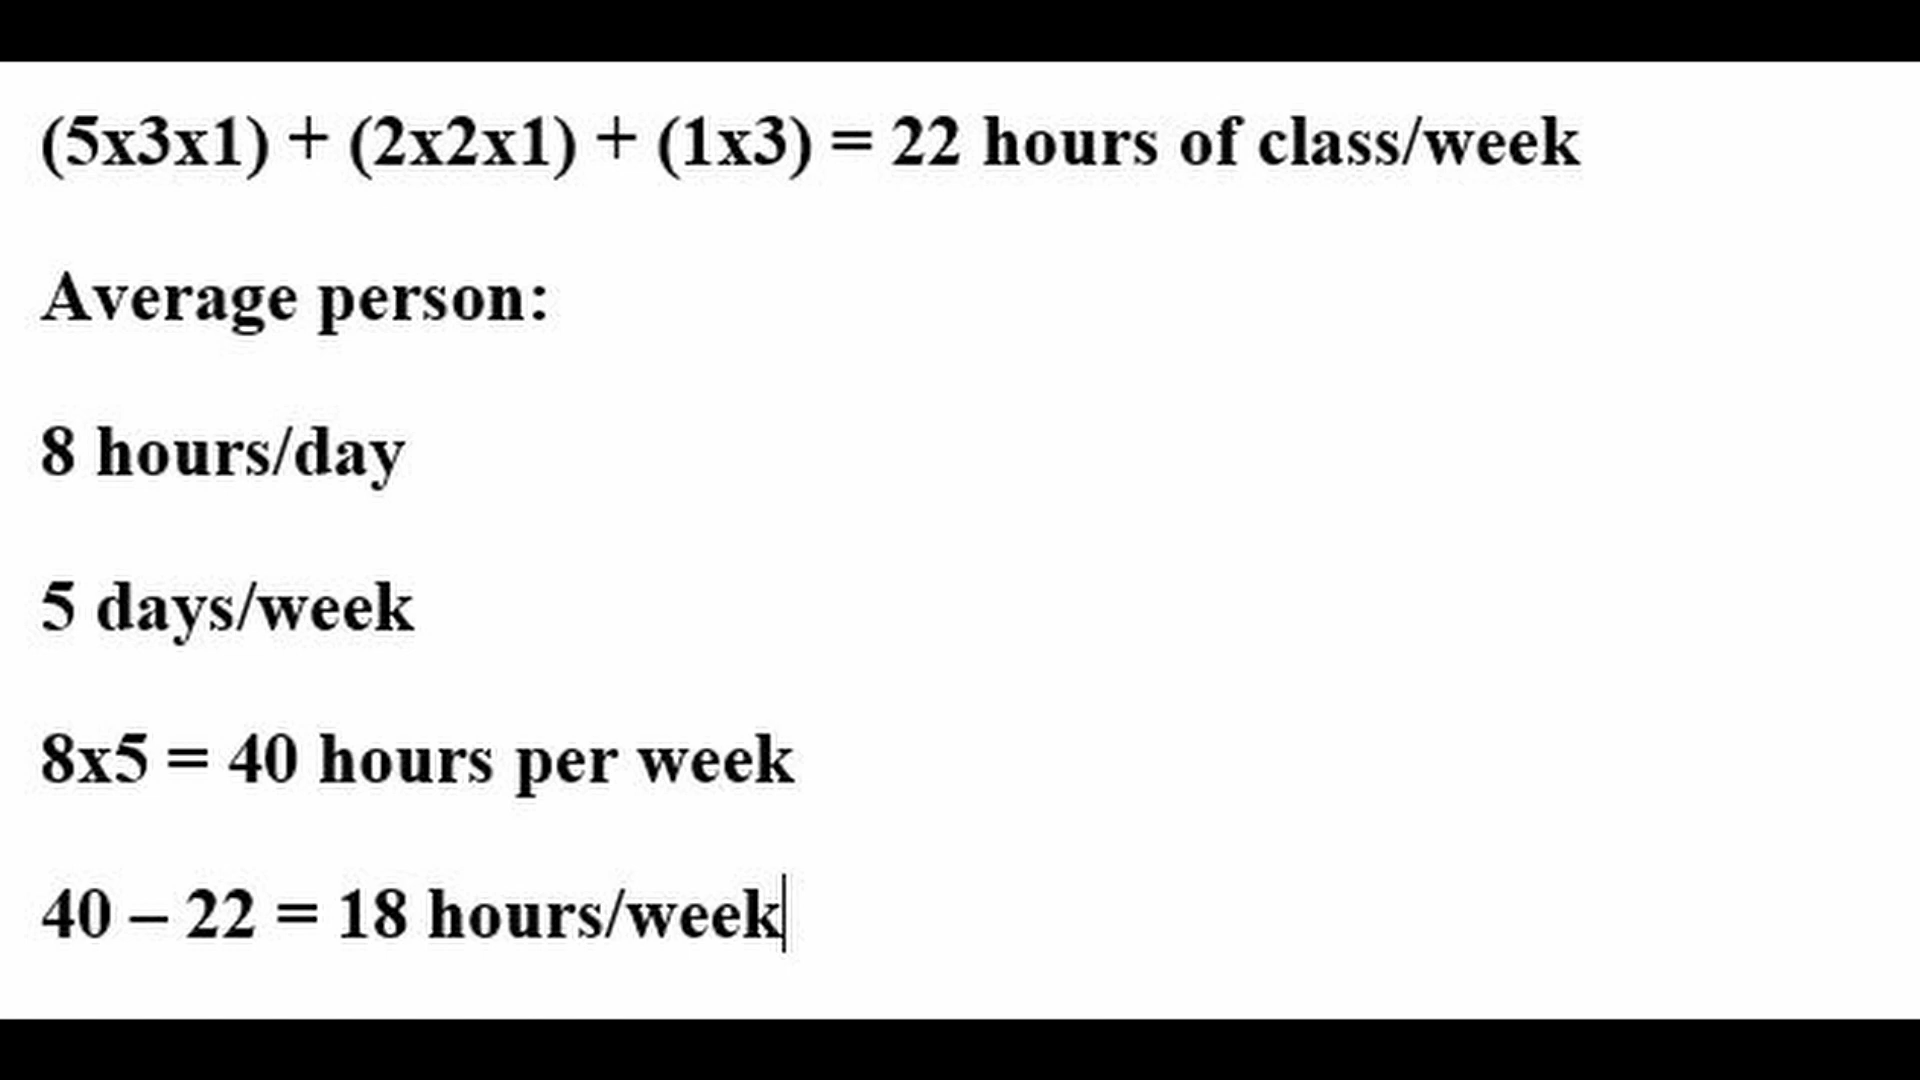 (5x3x1) + (2x2x1) + (1x3) = 22 hours of class/week
Average person:
8 hours/day
5 days/week
8x5 = 40 hours per week
40 – 22 = 18 hours/week